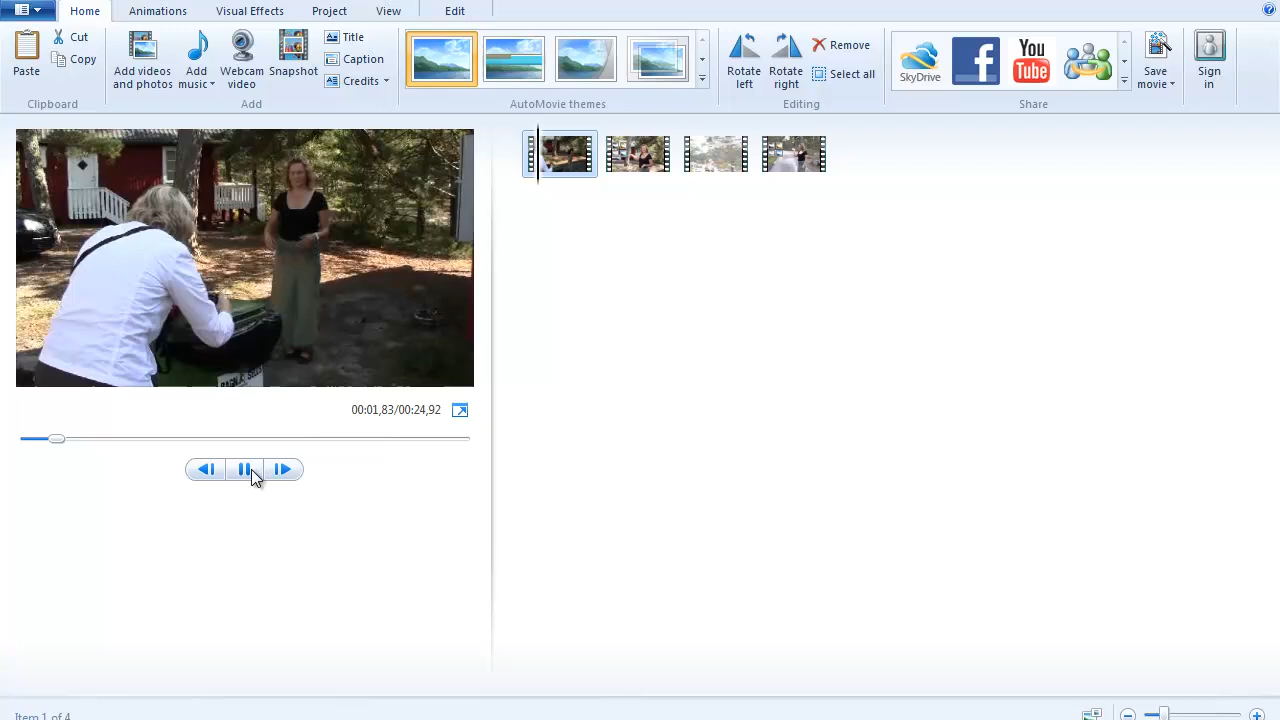 Home Animations Visual Effects Project View Edit
Paste
Cut
Copy
Clipboard
Add videos and photos
Add music
Webcam video
Snapshot
Title
Caption
Credits
Add
AutoMovie themes
Rotate left
Rotate right
Remove
Select all
Editing
SkyDrive
You Tube
Share
Save movie
Sign in
00:01,83/00:24,92
Item 1 of 4